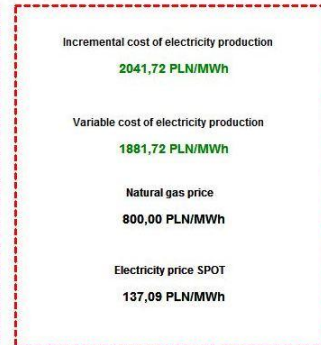 Incremental cost of electricity production
2041,72 PLN/MWh
Variable cost of electricity production
1881,72 PLN/MWh
Natural gas price
800,00 PLN/MWh
Electricity price SPOT
137,09 PLN/MWh